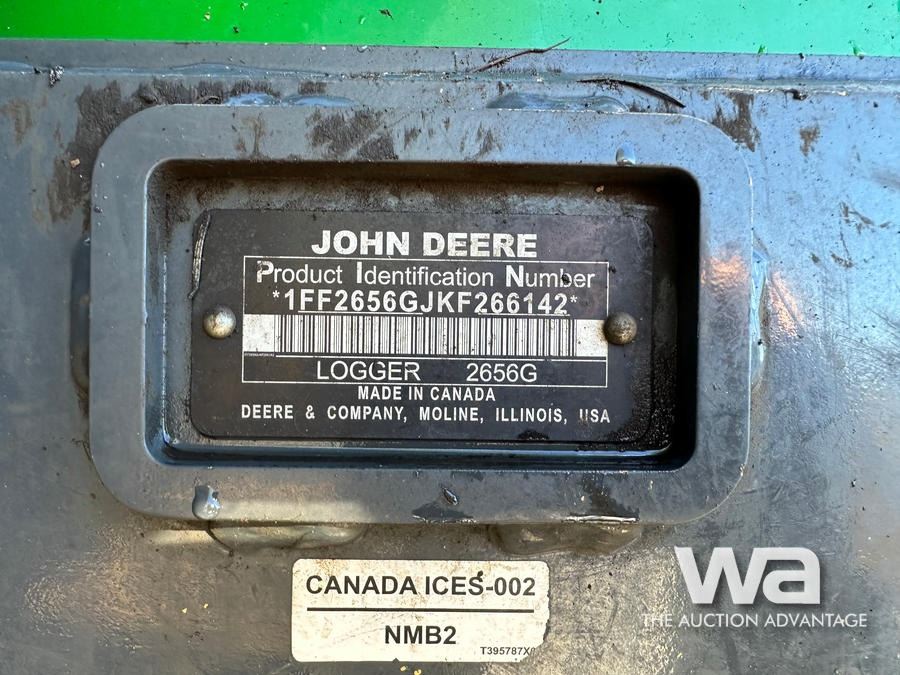 JOHN DEERE
Product Identification Number
*1FF2656GJKF266142*
LOGGER 2656G
MADE IN CANADA
DEERE & COMPANY, MOLINE, ILLINOIS, USA
CANADA ICES-002
NMB2
wa
THE AUCTION ADVANTAGE